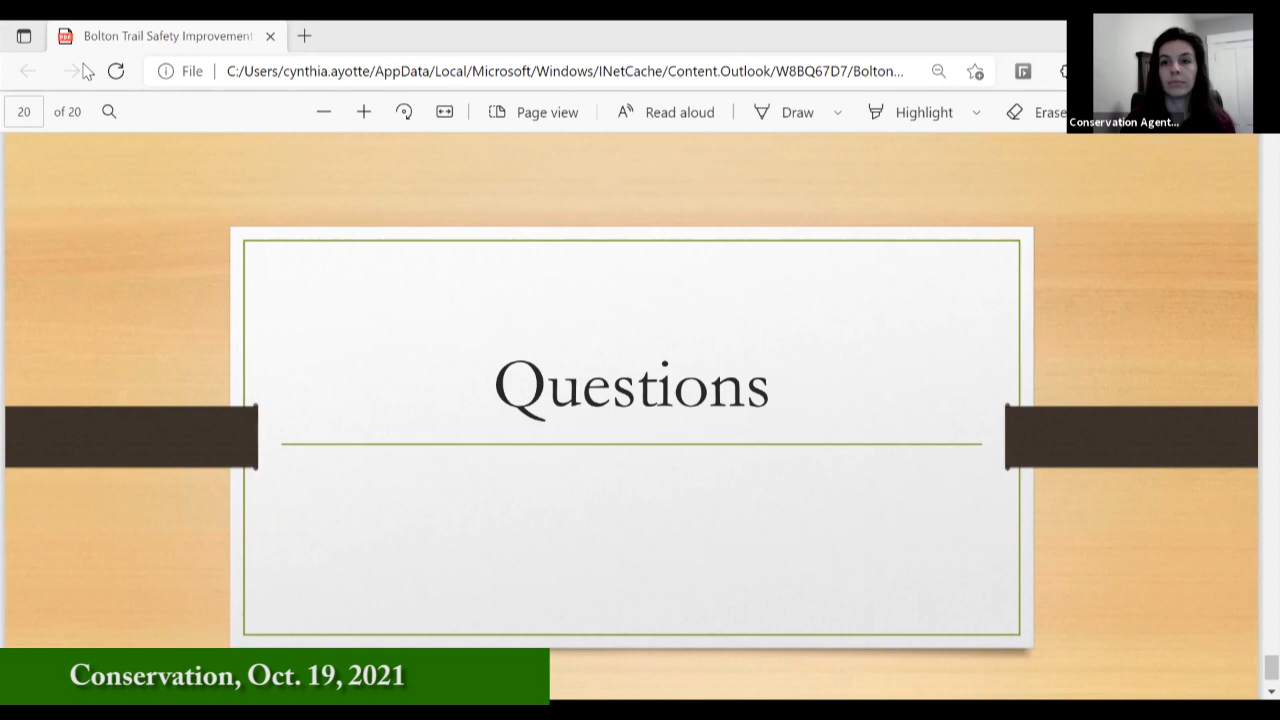 Bolton Trail Safety Improvement
File
C:/Users/cynthia.ayotte/AppData/Local/Microsoft/Windows/INetCache/Content.Outlook/W8BQ67D7/Bolton...
20 of 20
Page view
Read aloud
Draw
Highlight
Erase
Conservation Agent...
Questions
Conservation, Oct. 19, 2021